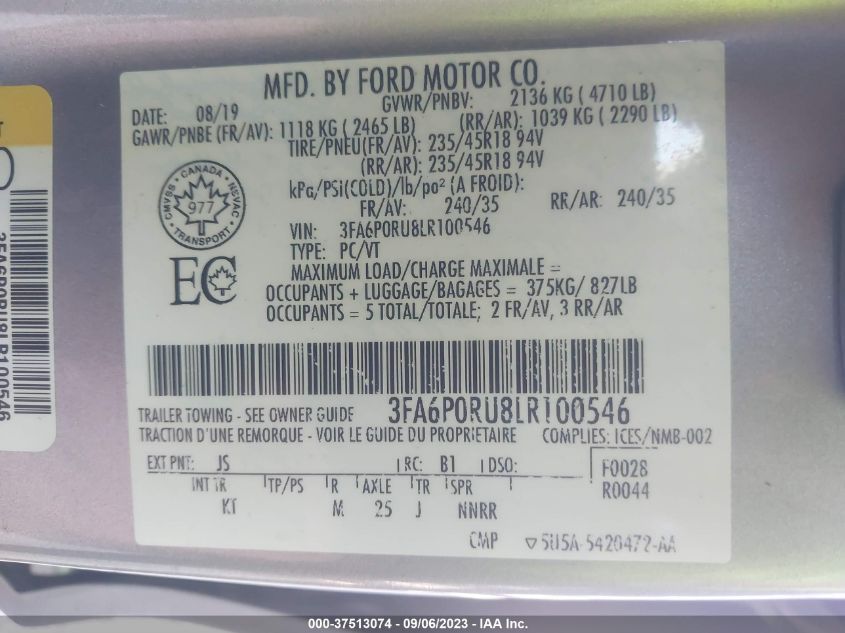 MFD. BY FORD MOTOR CO.
DATE: 08/19 GVWR/PNBV: 2136 KG ( 4710 LB)
GAWR/PNBE (FR/AV): 1118 KG ( 2465 LB) (RR/AR): 1039 KG ( 2290 LB)
TIRE/PNEU(FR/AV): 235/45R18 94V
(RR/AR): 235/45R18 94V
kPa/PSi(COLD)/lb/po² (A FROID):
FR/AV: 240/35 RR/AR: 240/35
CANADA
CMVSS NSVAC
977
TRANSPORT
VIN: 3FA6P0RU8LR100546
TYPE: PC/VT
EC
MAXIMUM LOAD/CHARGE MAXIMALE =
OCCUPANTS + LUGGAGE/BAGAGES = 375KG/ 827LB
OCCUPANTS = 5 TOTAL/TOTALE; 2 FR/AV, 3 RR/AR
TRAILER TOWING - SEE OWNER GUIDE 3FA6P0RU8LR100546
TRACTION D'UNE REMORQUE - VOIR LE GUIDE DU PROPRIETAIRE COMPLIES: ICES/NMB-002
EXT PNT: JS RC: B1 DSO: F0028
INT TR TP/PS R AXLE TR SPR R0044
KT M 25 J NNRR
CMP ▽5U5A-5420472-AA
3FA6P0RU8LR100546
000-37513074 - 09/06/2023 - IAA Inc.